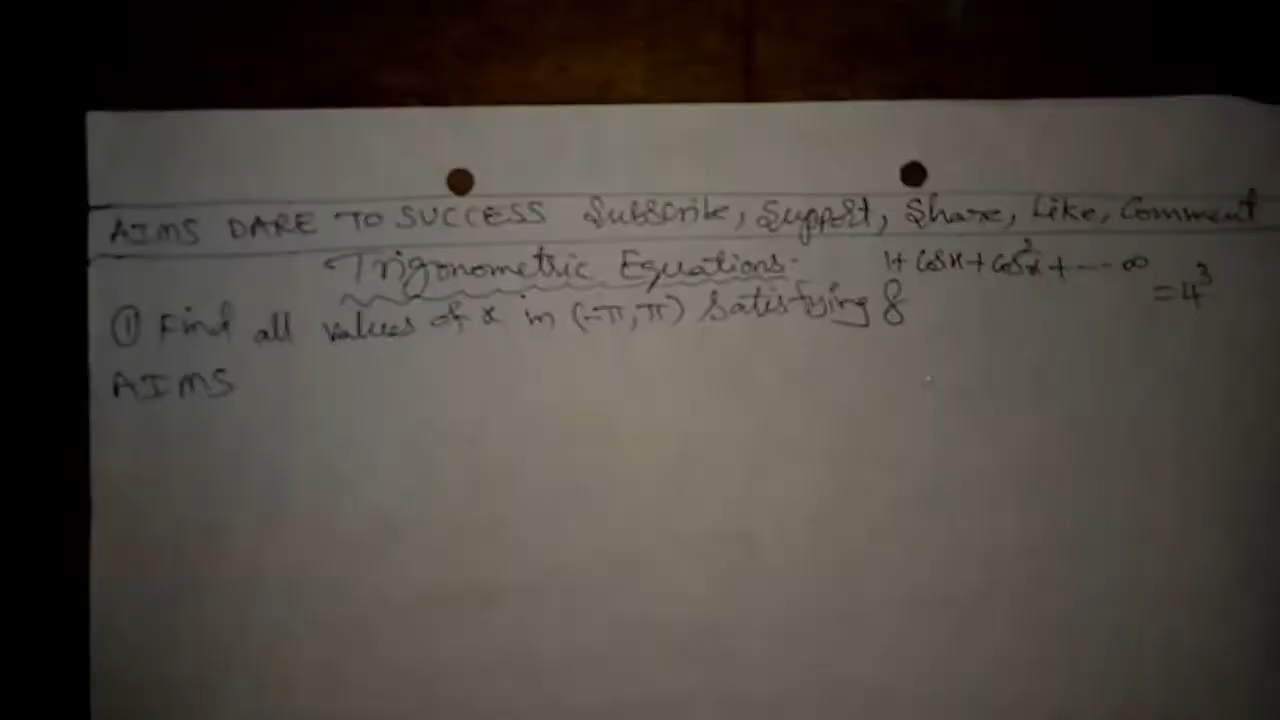 AIMS DARE TO SUCCESS Subscribe, Support, Share, Like, Comment
Trigonometric Equations.
① Find all values of x in (-π, π) satisfying 8^(1 + cos x + cos²x + --- ∞) = 4³
AIMS